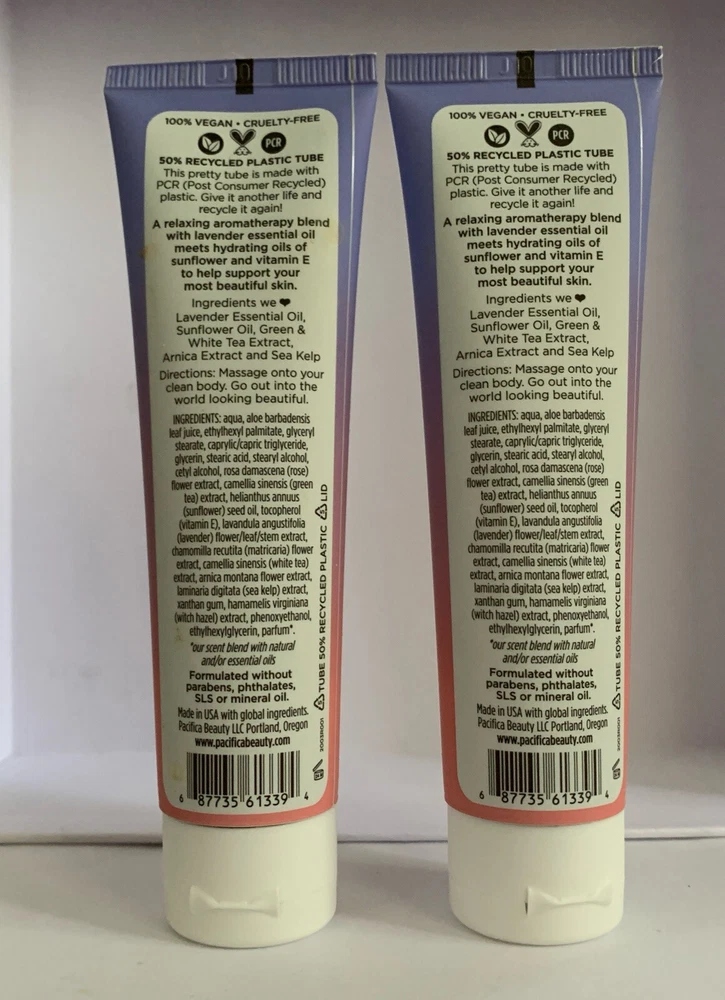 100% VEGAN • CRUELTY-FREE
PCR
50% RECYCLED PLASTIC TUBE
This pretty tube is made with
PCR (Post Consumer Recycled)
plastic. Give it another life and
recycle it again!
A relaxing aromatherapy blend
with lavender essential oil
meets hydrating oils of
sunflower and vitamin E
to help support your
most beautiful skin.
Ingredients we ❤
Lavender Essential Oil,
Sunflower Oil, Green &
White Tea Extract,
Arnica Extract and Sea Kelp
Directions: Massage onto your
clean body. Go out into the
world looking beautiful.
INGREDIENTS: aqua, aloe barbadensis
leaf juice, ethylhexyl palmitate, glyceryl
stearate, caprylic/capric triglyceride,
glycerin, stearic acid, stearyl alcohol,
cetyl alcohol, rosa damascena (rose)
flower extract, camellia sinensis (green
tea) extract, helianthus annuus
(sunflower) seed oil, tocopherol
(vitamin E), lavandula angustifolia
(lavender) flower/leaf/stem extract,
chamomilla recutita (matricaria) flower
extract, camellia sinensis (white tea)
extract, arnica montana flower extract,
laminaria digitata (sea kelp) extract,
xanthan gum, hamamelis virginiana
(witch hazel) extract, phenoxyethanol,
ethylhexylglycerin, parfum*.
*our scent blend with natural
and/or essential oils
Formulated without
parabens, phthalates,
SLS or mineral oil.
Made in USA with global ingredients.
Pacifica Beauty LLC Portland, Oregon
www.pacificabeauty.com
6 87735 61339 4
TUBE 50% RECYCLED PLASTIC LID
100% VEGAN • CRUELTY-FREE
PCR
50% RECYCLED PLASTIC TUBE
This pretty tube is made with
PCR (Post Consumer Recycled)
plastic. Give it another life and
recycle it again!
A relaxing aromatherapy blend
with lavender essential oil
meets hydrating oils of
sunflower and vitamin E
to help support your
most beautiful skin.
Ingredients we ❤
Lavender Essential Oil,
Sunflower Oil, Green &
White Tea Extract,
Arnica Extract and Sea Kelp
Directions: Massage onto your
clean body. Go out into the
world looking beautiful.
INGREDIENTS: aqua, aloe barbadensis
leaf juice, ethylhexyl palmitate, glyceryl
stearate, caprylic/capric triglyceride,
glycerin, stearic acid, stearyl alcohol,
cetyl alcohol, rosa damascena (rose)
flower extract, camellia sinensis (green
tea) extract, helianthus annuus
(sunflower) seed oil, tocopherol
(vitamin E), lavandula angustifolia
(lavender) flower/leaf/stem extract,
chamomilla recutita (matricaria) flower
extract, camellia sinensis (white tea)
extract, arnica montana flower extract,
laminaria digitata (sea kelp) extract,
xanthan gum, hamamelis virginiana
(witch hazel) extract, phenoxyethanol,
ethylhexylglycerin, parfum*.
*our scent blend with natural
and/or essential oils
Formulated without
parabens, phthalates,
SLS or mineral oil.
Made in USA with global ingredients.
Pacifica Beauty LLC Portland, Oregon
www.pacificabeauty.com
6 87735 61339 4
TUBE 50% RECYCLED PLASTIC LID